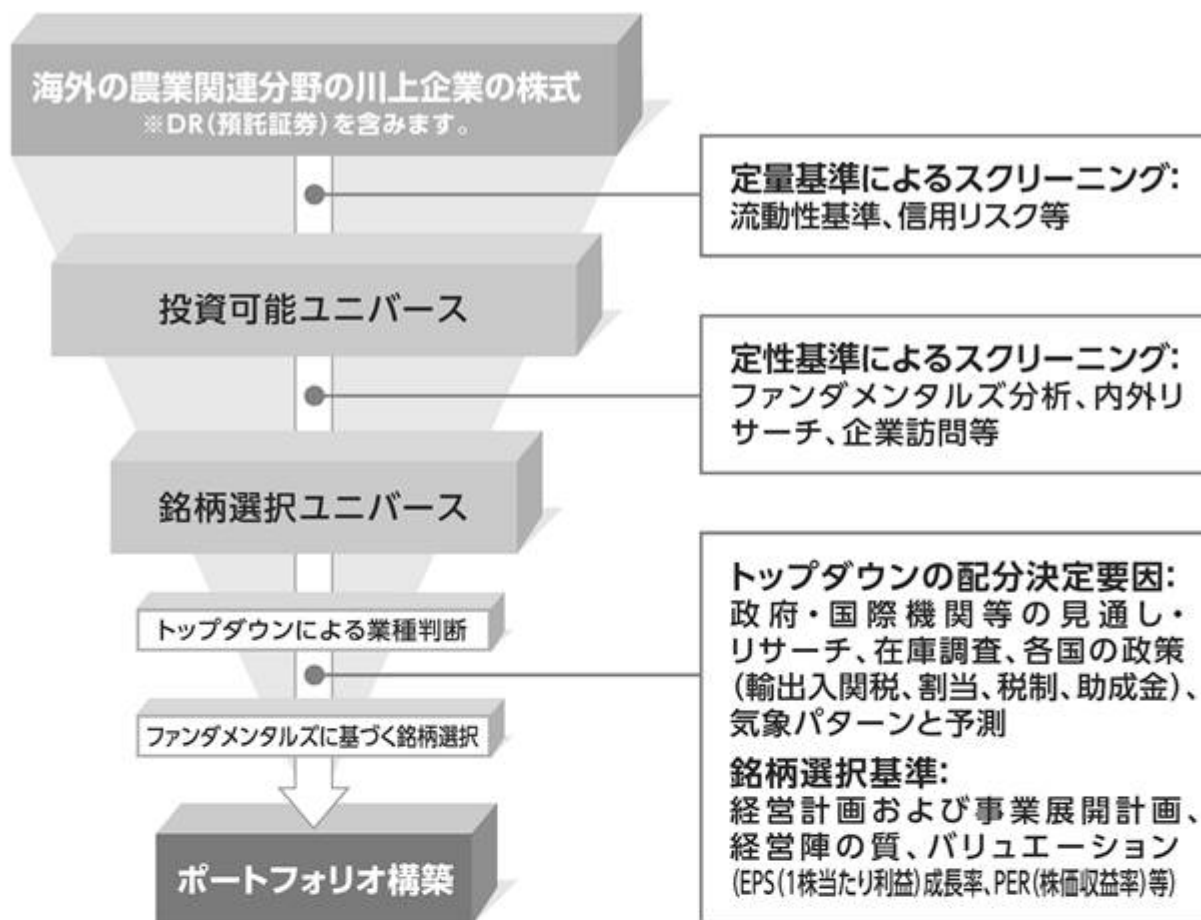 海外の農業関連分野の川上企業の株式
※DR(預託証券)を含みます。
定量基準によるスクリーニング:
流動性基準、信用リスク等
投資可能ユニバース
定性基準によるスクリーニング:
ファンダメンタルズ分析、内外リ
サーチ、企業訪問等
銘柄選択ユニバース
トップダウンによる業種判断
ファンダメンタルズに基づく銘柄選択
トップダウンの配分決定要因:
政府・国際機関等の見通し・
リサーチ、在庫調査、各国の政策
(輸出入関税、割当、税制、助成金)、
気象パターンと予測
銘柄選択基準:
経営計画および事業展開計画、
経営陣の質、バリュエーション
(EPS(1株当たり利益)成長率、PER(株価収益率)等)
ポートフォリオ構築